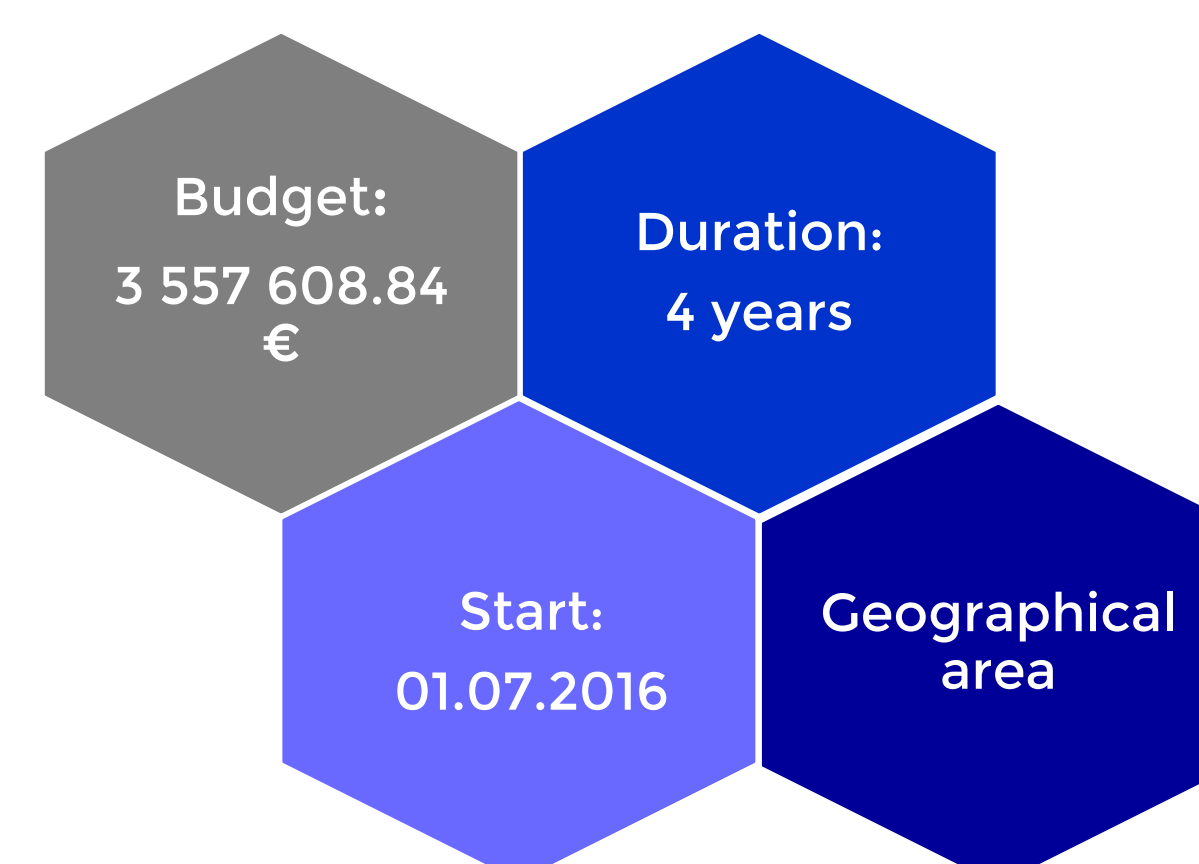 Budget:
3 557 608.84
€
Duration:
4 years
Start:
01.07.2016
Geographical
area